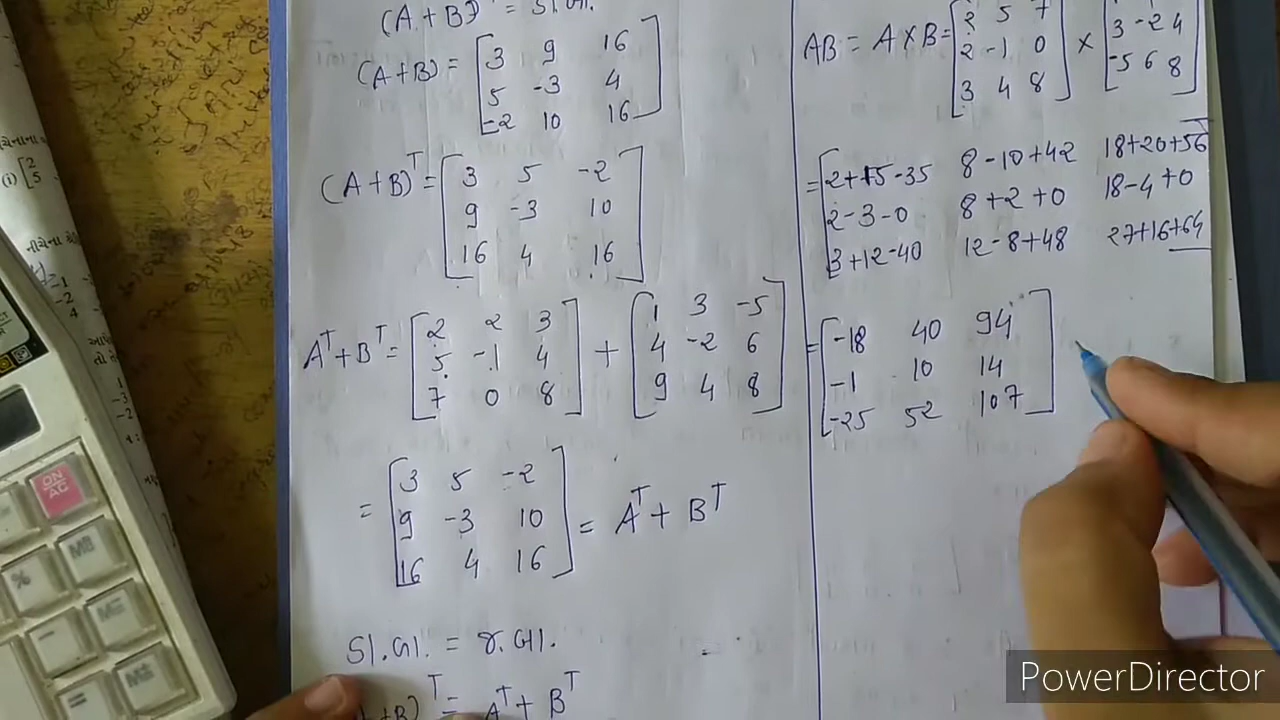 (A+B)ᵀ = ડા.બા.
(A+B) = [3 9 16
5 -3 4
-2 10 16]
(A+B)ᵀ = [3 5 -2
9 -3 10
16 4 16]
Aᵀ+Bᵀ = [2 2 3
5 -1 4
7 0 8] + [1 3 -5
4 -2 6
9 4 8]
= [3 5 -2
9 -3 10
16 4 16] = Aᵀ + Bᵀ
ડા.બા. = જ.બા.
(A+B)ᵀ = Aᵀ + Bᵀ
AB = A×B = [2 5 7
2 -1 0
3 4 8] × [
3 -2 4
-5 6 8]
= [2+15-35 8-10+42 18+20+56
2-3-0 8+2+0 18-4+0
3+12-40 12-8+48 27+16+64
= [-18 40 94
-1 10 14
-25 52 107]
ON/AC
%
(i) [2
5
PowerDirector